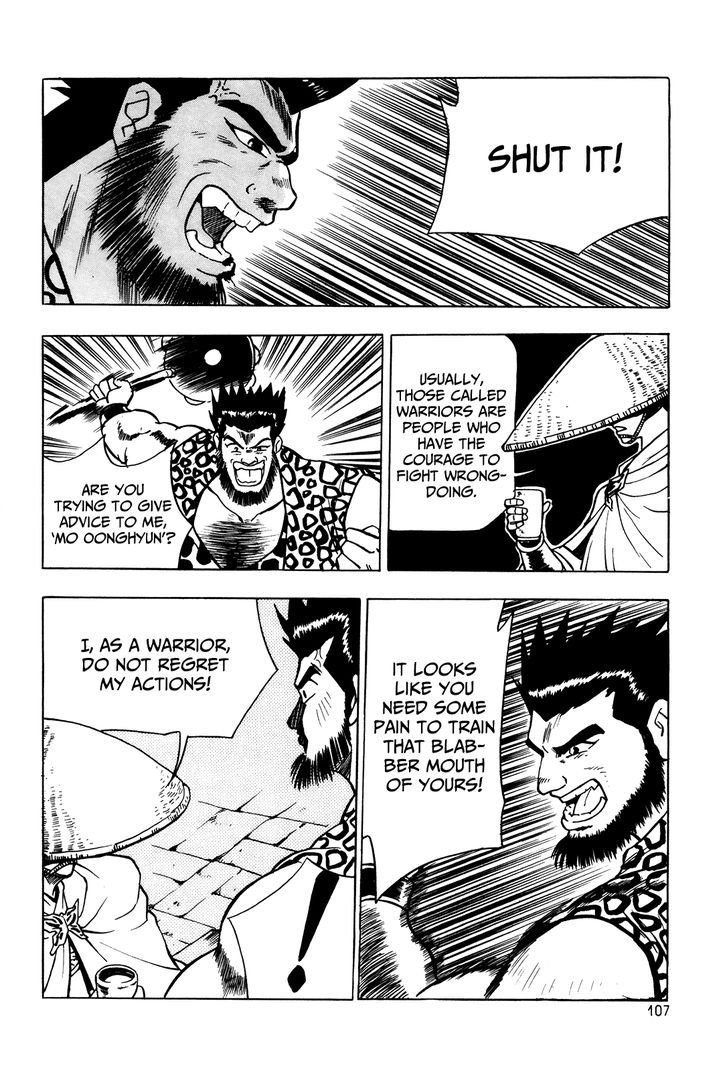 SHUT IT!
USUALLY,
THOSE CALLED
WARRIORS ARE
PEOPLE WHO
HAVE THE
COURAGE TO
FIGHT WRONG-
DOING.
ARE YOU
TRYING TO GIVE
ADVICE TO ME,
'MO OONGHYUN'?
IT LOOKS
LIKE YOU
NEED SOME
PAIN TO TRAIN
THAT BLAB-
BER MOUTH
OF YOURS!
I, AS A WARRIOR,
DO NOT REGRET
MY ACTIONS!
107